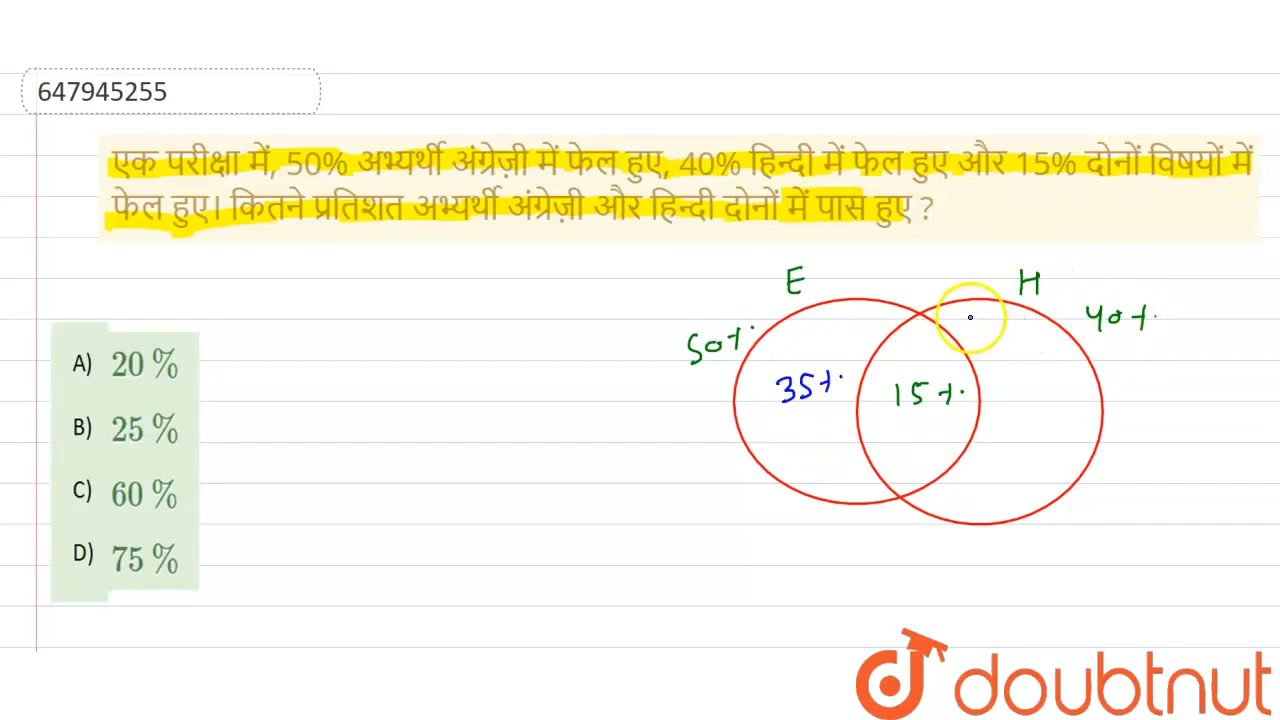 647945255
एक परीक्षा में, 50% अभ्यर्थी अंग्रेज़ी में फेल हुए, 40% हिन्दी में फेल हुए और 15% दोनों विषयों में
फेल हुए। कितने प्रतिशत अभ्यर्थी अंग्रेज़ी और हिन्दी दोनों में पास हुए ?
E H
50% 40%
35% 15%
A) 20 %
B) 25 %
C) 60 %
D) 75 %
doubtnut